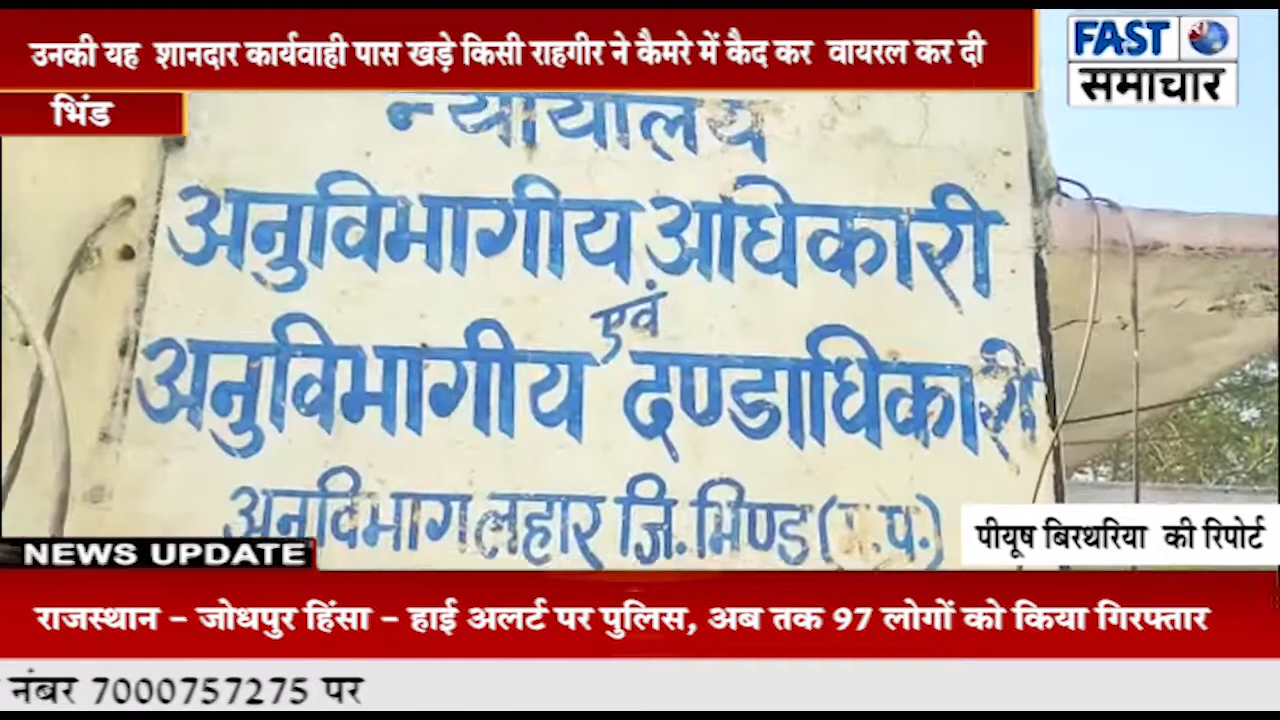 उनकी यह शानदार कार्यवाही पास खड़े किसी राहगीर ने कैमरे में कैद कर वायरल कर दी
FAST
समाचार
भिंड
न्यायालय
अनुविभागीय अधिकारी
एवं
अनुविभागीय दण्डाधिकारी
अनुविभाग लहार जि. भिण्ड (म.प.)
पीयूष बिरथरिया की रिपोर्ट
NEWS UPDATE
राजस्थान – जोधपुर हिंसा – हाई अलर्ट पर पुलिस, अब तक 97 लोगों को किया गिरफ्तार
नंबर 7000757275 पर